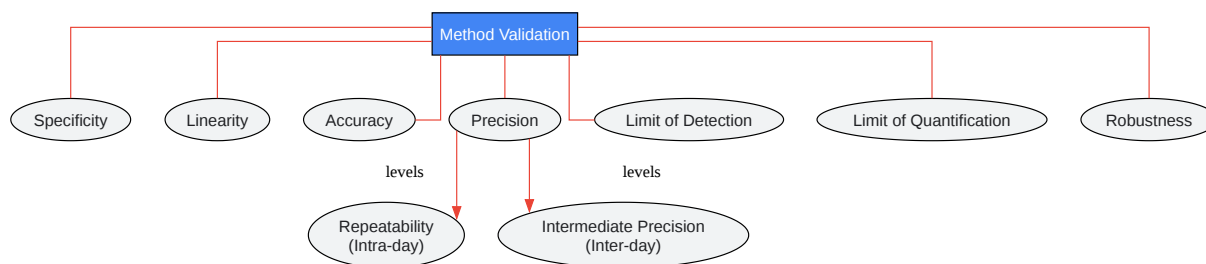 Method Validation
Specificity
Linearity
Accuracy
Precision
Limit of Detection
Limit of Quantification
Robustness
levels
levels
Repeatability
(Intra-day)
Intermediate Precision
(Inter-day)